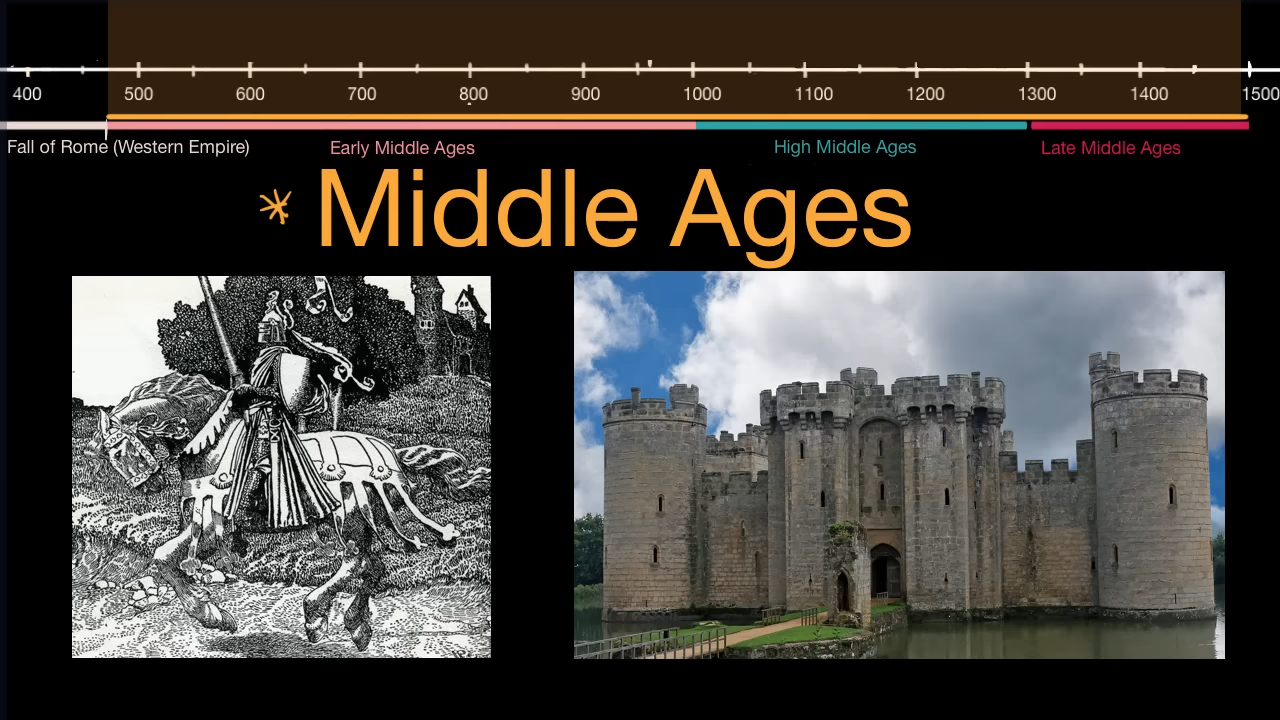 400 500 600 700 800 900 1000 1100 1200 1300 1400 1500
Fall of Rome (Western Empire) Early Middle Ages High Middle Ages Late Middle Ages
* Middle Ages